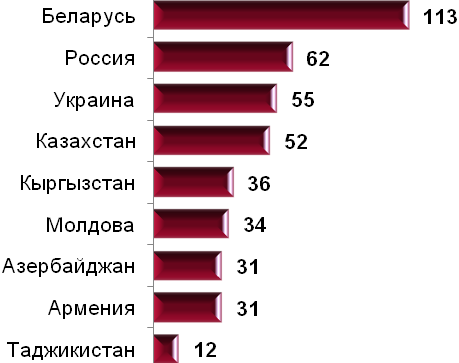 Беларусь 113
Россия 62
Украина 55
Казахстан 52
Кыргызстан 36
Молдова 34
Азербайджан 31
Армения 31
Таджикистан 12